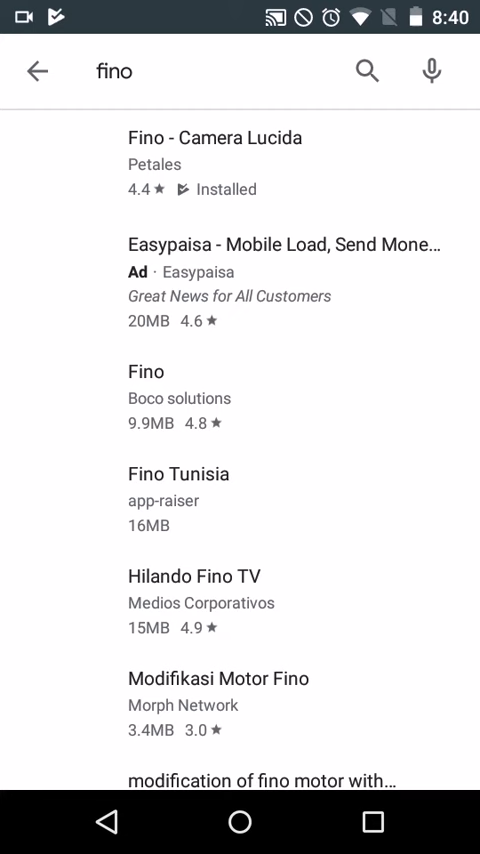 8:40
fino
Fino - Camera Lucida
Petales
4.4★ Installed
Easypaisa - Mobile Load, Send Mone...
Ad · Easypaisa
Great News for All Customers
20MB 4.6★
Fino
Boco solutions
9.9MB 4.8★
Fino Tunisia
app-raiser
16MB
Hilando Fino TV
Medios Corporativos
15MB 4.9★
Modifikasi Motor Fino
Morph Network
3.4MB 3.0★
modification of fino motor with...